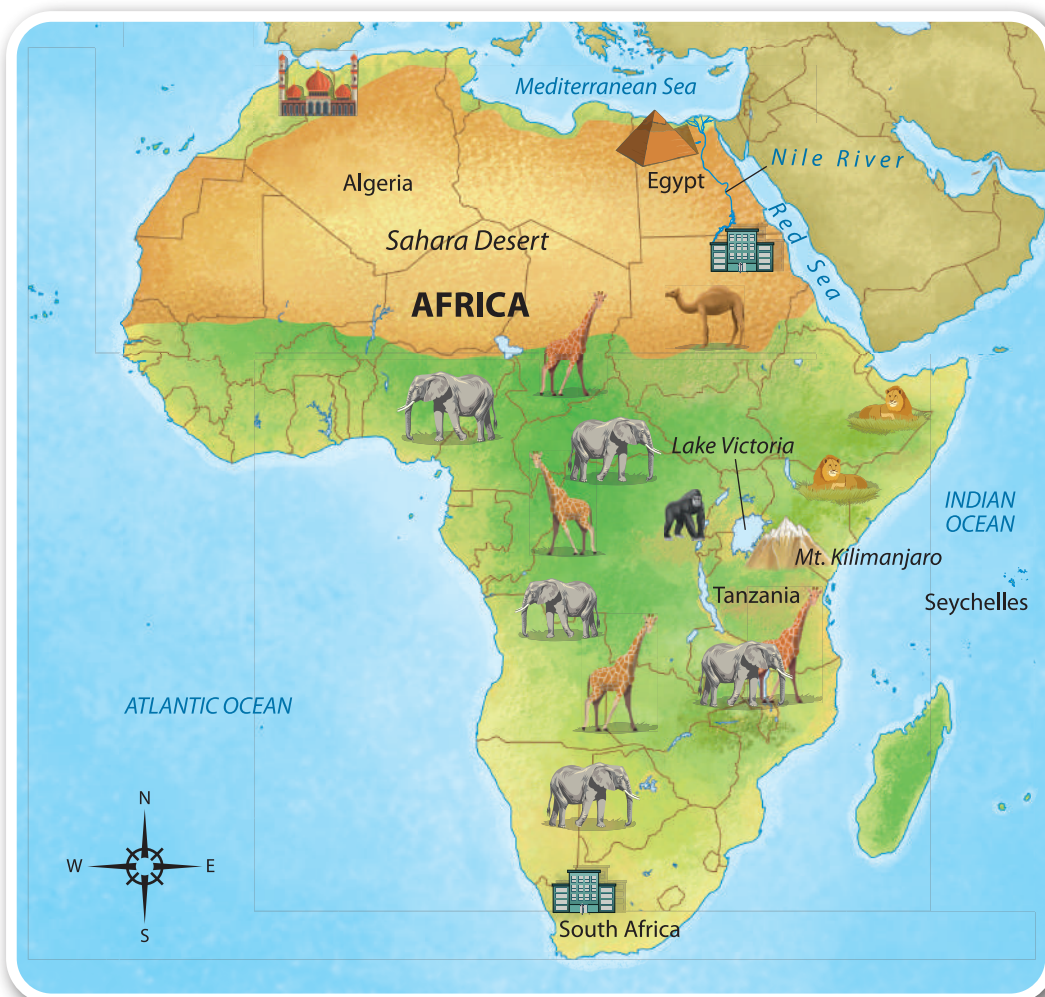 Mediterranean Sea
Nile River
Algeria
Egypt
Red Sea
Sahara Desert
AFRICA
Lake Victoria
INDIAN
OCEAN
Mt. Kilimanjaro
Tanzania
Seychelles
ATLANTIC OCEAN
N
W
E
S
South Africa